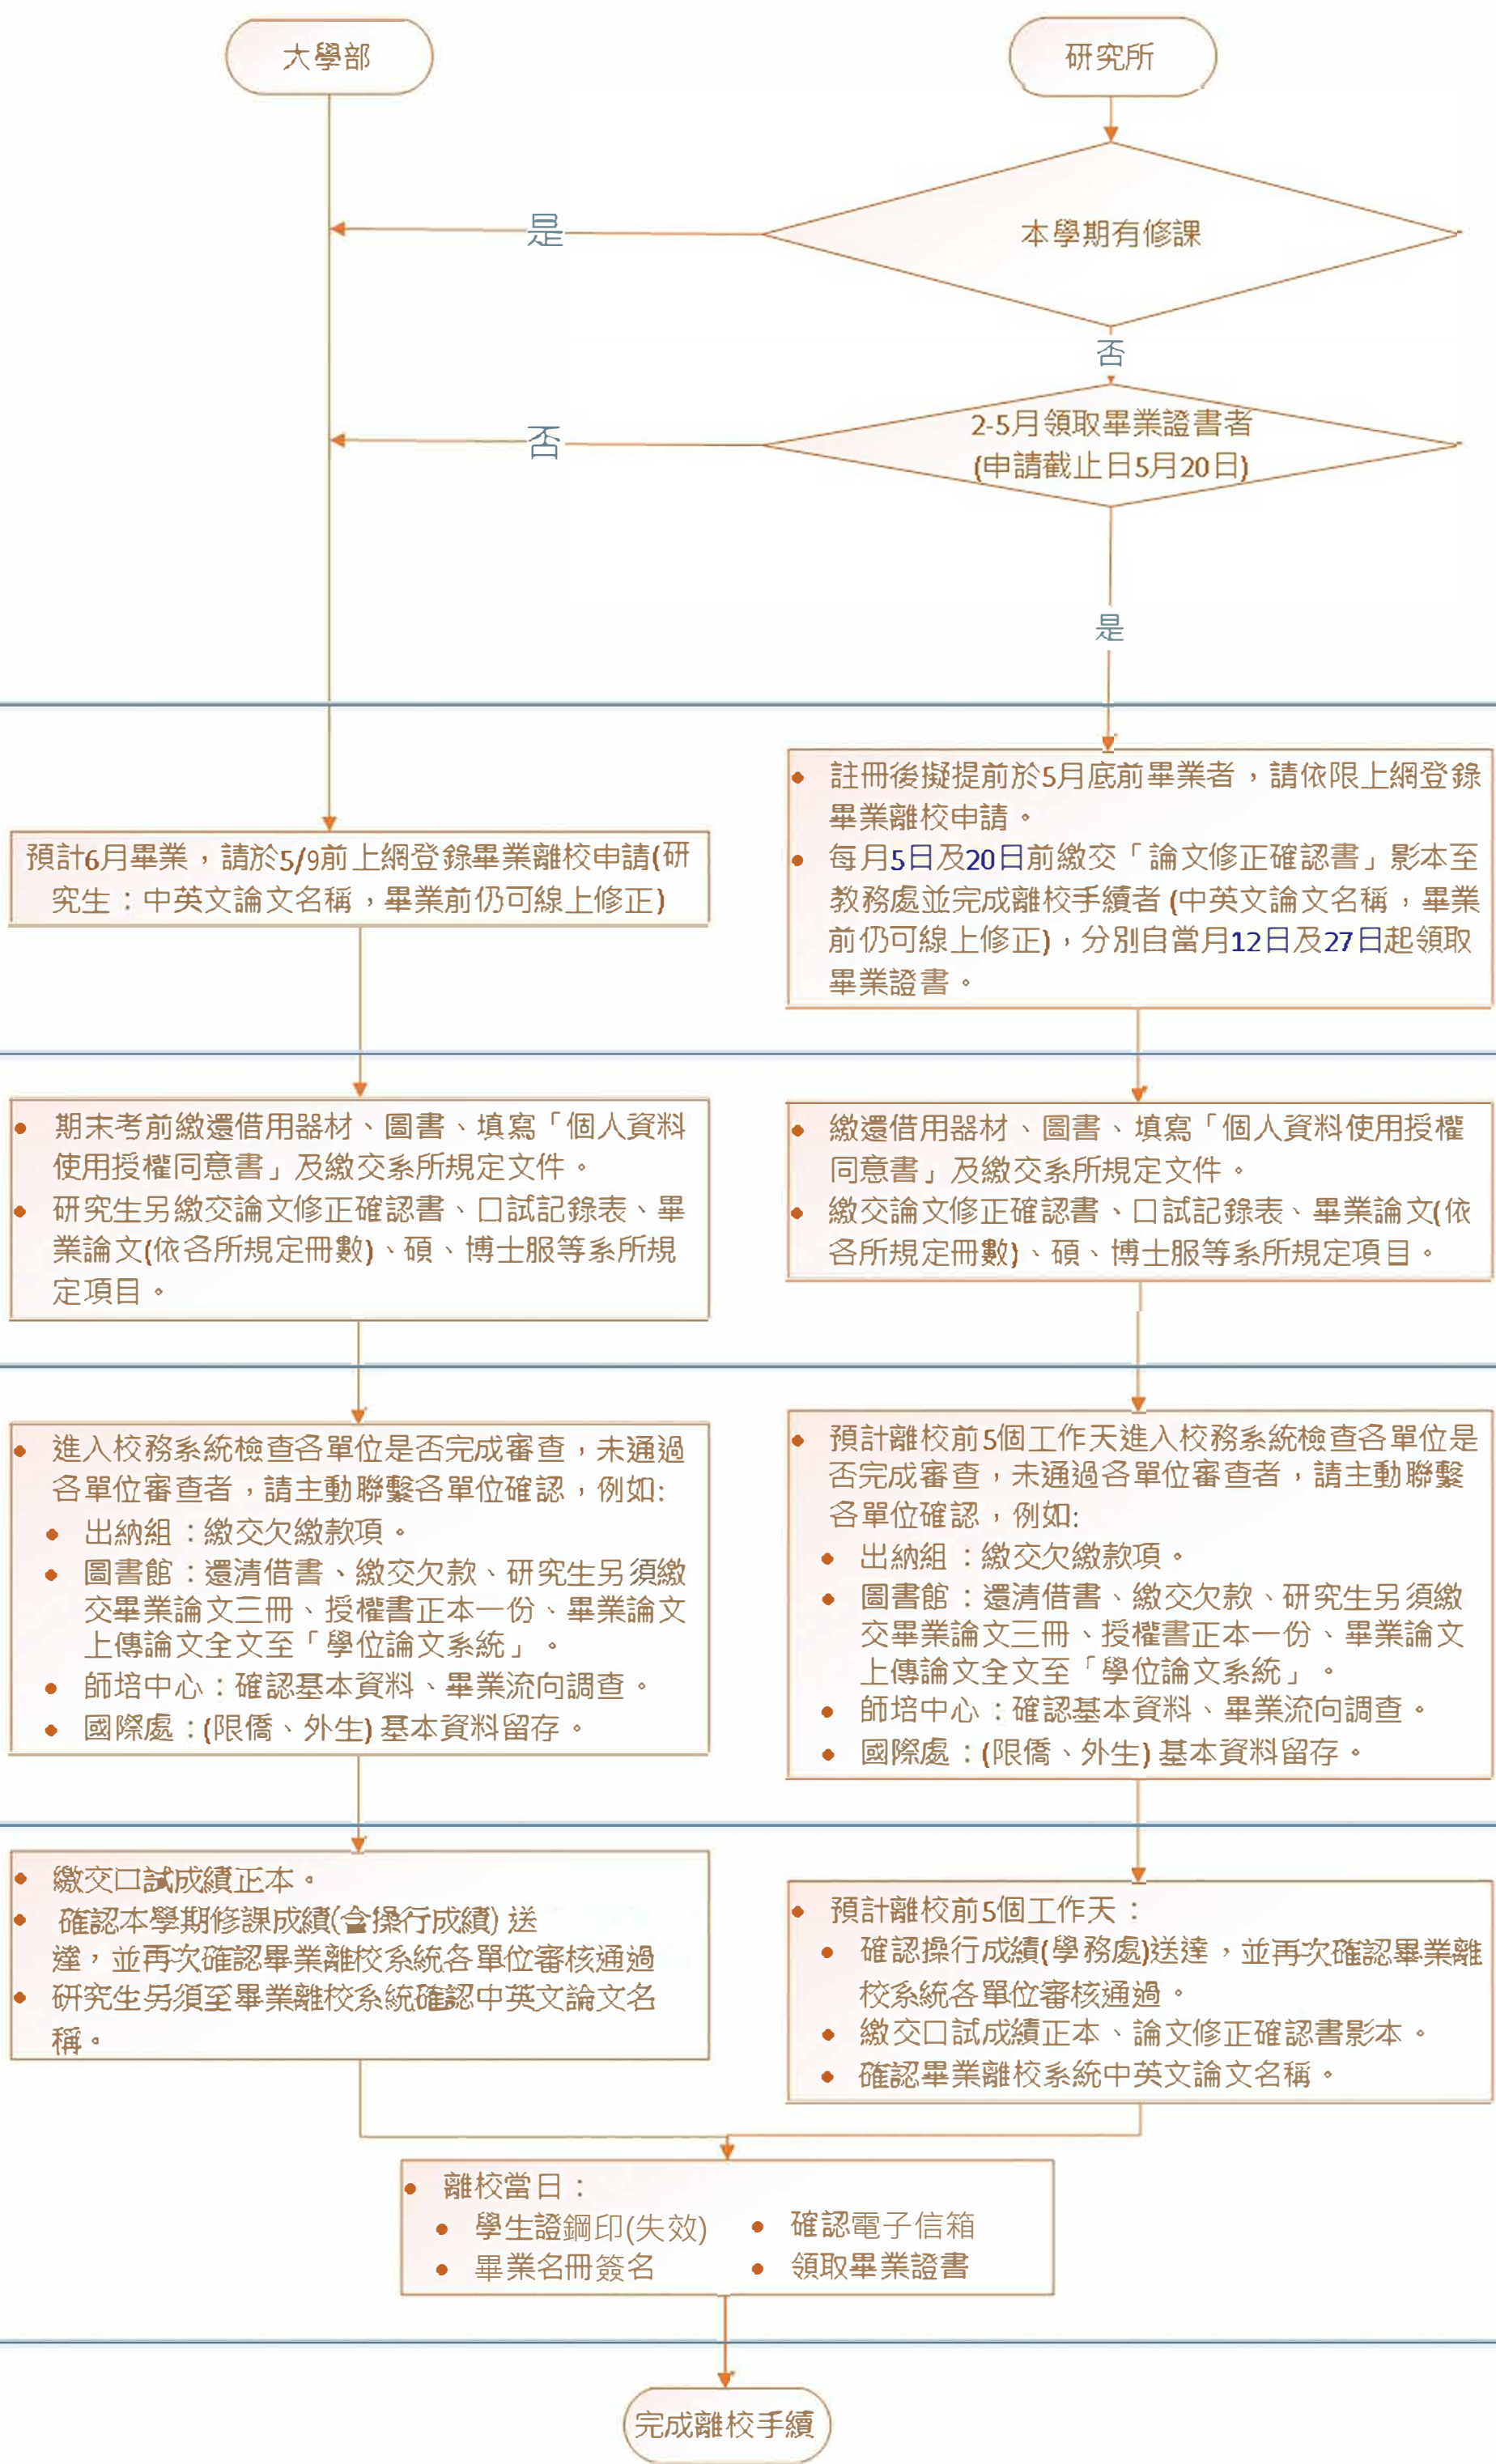 大學部
研究所
本學期有修課
是
否
2-5月領取畢業證書者
(申請截止日5月20日)
否
是
預計6月畢業，請於5/9前上網登錄畢業離校申請(研
究生：中英文論文名稱，畢業前仍可線上修正)
註冊後擬提前於5月底前畢業者，請依限上網登錄
畢業離校申請。
每月5日及20日前繳交「論文修正確認書」影本至
教務處並完成離校手續者 (中英文論文名稱，畢業
前仍可線上修正)，分別自當月12日及27日起領取
畢業證書。
期末考前繳還借用器材、圖書、填寫「個人資料
使用授權同意書」及繳交系所規定文件。
研究生另繳交論文修正確認書、口試記錄表、畢
業論文(依各所規定冊數)、碩、博士服等系所規
定項目。
繳還借用器材、圖書、填寫「個人資料使用授權
同意書」及繳交系所規定文件。
繳交論文修正確認書、口試記錄表、畢業論文(依
各所規定冊數)、碩、博士服等系所規定項目。
進入校務系統檢查各單位是否完成審查，未通過
各單位審查者，請主動聯繫各單位確認，例如:
出納組：繳交欠繳款項。
圖書館：還清借書、繳交欠款、研究生另須繳
交畢業論文三冊、授權書正本一份、畢業論文
上傳論文全文至「學位論文系統」。
師培中心：確認基本資料、畢業流向調查。
國際處：(限僑、外生) 基本資料留存。
預計離校前5個工作天進入校務系統檢查各單位是
否完成審查，未通過各單位審查者，請主動聯繫
各單位確認，例如:
出納組：繳交欠繳款項。
圖書館：還清借書、繳交欠款、研究生另須繳
交畢業論文三冊、授權書正本一份、畢業論文
上傳論文全文至「學位論文系統」。
師培中心：確認基本資料、畢業流向調查。
國際處：(限僑、外生) 基本資料留存。
繳交口試成績正本。
確認本學期修課成績(含操行成績) 送
達，並再次確認畢業離校系統各單位審核通過
研究生另須至畢業離校系統確認中英文論文名
稱。
預計離校前5個工作天：
確認操行成績(學務處)送達，並再次確認畢業離
校系統各單位審核通過。
繳交口試成績正本、論文修正確認書影本。
確認畢業離校系統中英文論文名稱。
離校當日：
學生證鋼印(失效)
確認電子信箱
畢業名冊簽名
領取畢業證書
完成離校手續